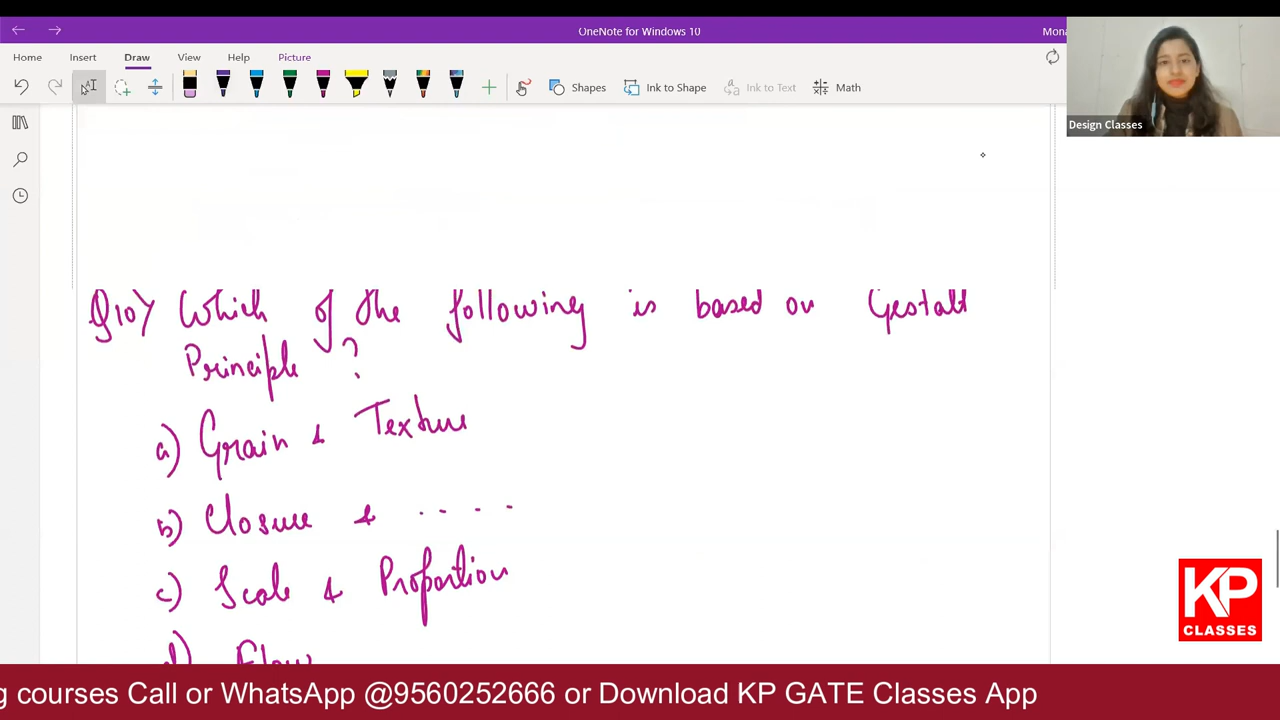 OneNote for Windows 10
Mona
Home Insert Draw View Help Picture
Shapes Ink to Shape Ink to Text Math
Design Classes
Q10) Which of the following is based on Gestalt
Principle ?
a) Grain & Texture
b) Closure & .....
c) Scale & Proportion
d) Flow
KP
CLASSES
g courses Call or WhatsApp @9560252666 or Download KP GATE Classes App